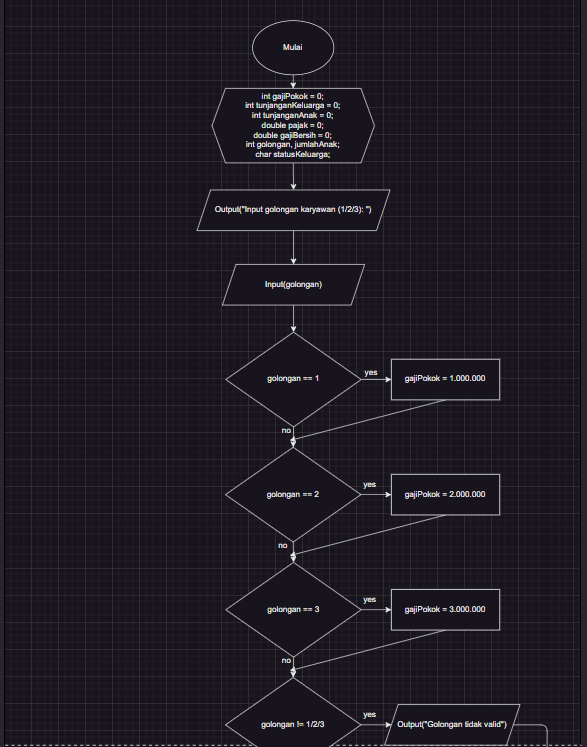 Mulai
int gajiPokok = 0;
int tunjanganKeluarga = 0;
int tunjanganAnak = 0;
double pajak = 0;
double gajiBersih = 0;
int golongan, jumlahAnak;
char statusKeluarga;
Output("Input golongan karyawan (1/2/3): ")
Input(golongan)
golongan == 1
yes
gajiPokok = 1.000.000
no
golongan == 2
yes
gajiPokok = 2.000.000
no
golongan == 3
yes
gajiPokok = 3.000.000
no
golongan != 1/2/3
yes
Output("Golongan tidak valid")